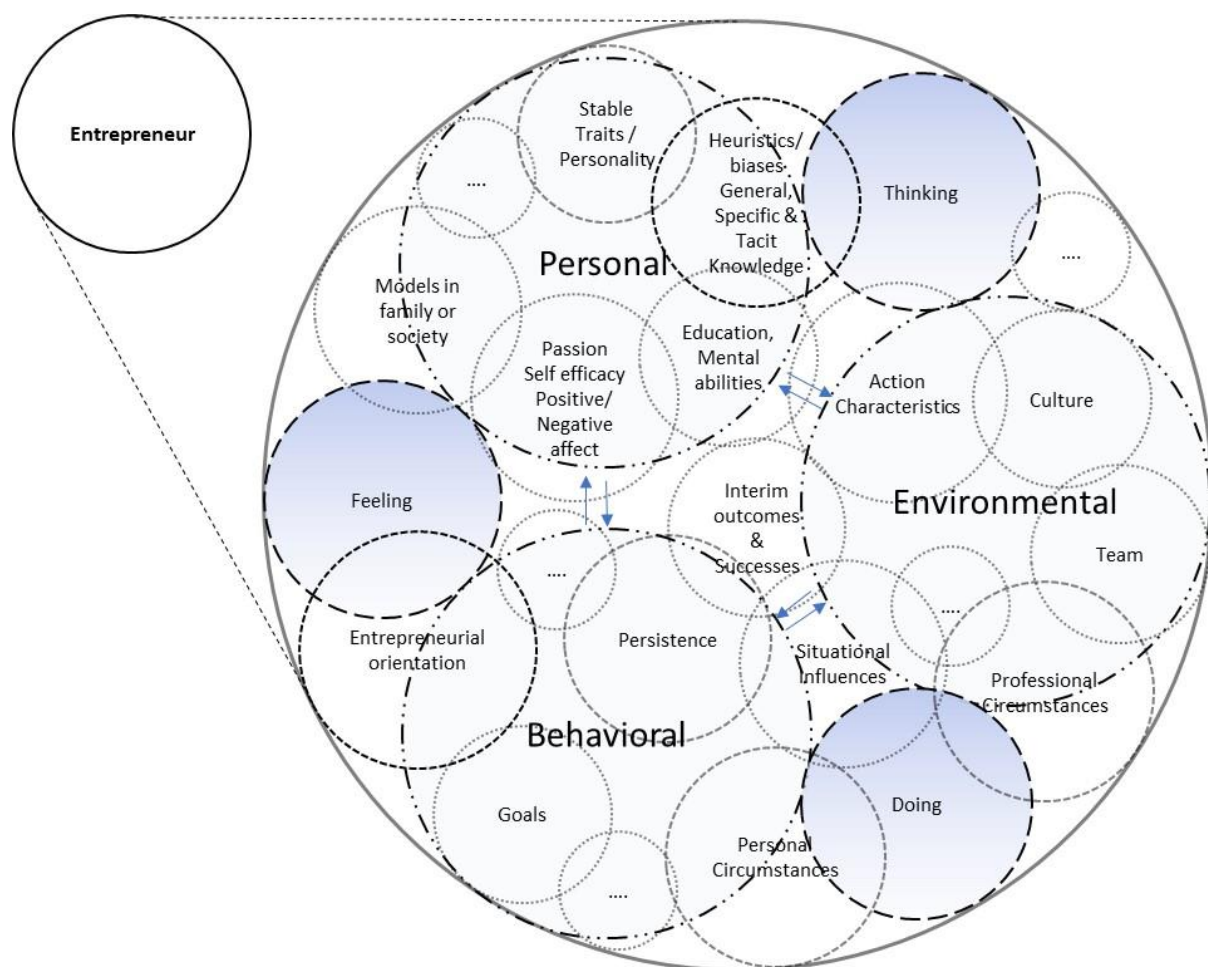 Entrepreneur
Stable
Traits /
Personality
....
Heuristics/
biases
General,
Specific &
Tacit
Knowledge
Thinking
....
Personal
Models in
family or
society
Passion
Self efficacy
Positive/
Negative
affect
Education,
Mental
abilities
Action
Characteristics
Culture
Feeling
Interim
outcomes
&
Successes
Environmental
Team
....
....
Entrepreneurial
orientation
Persistence
Situational
Influences
Professional
Circumstances
Behavioral
Goals
Doing
Personal
Circumstances
....